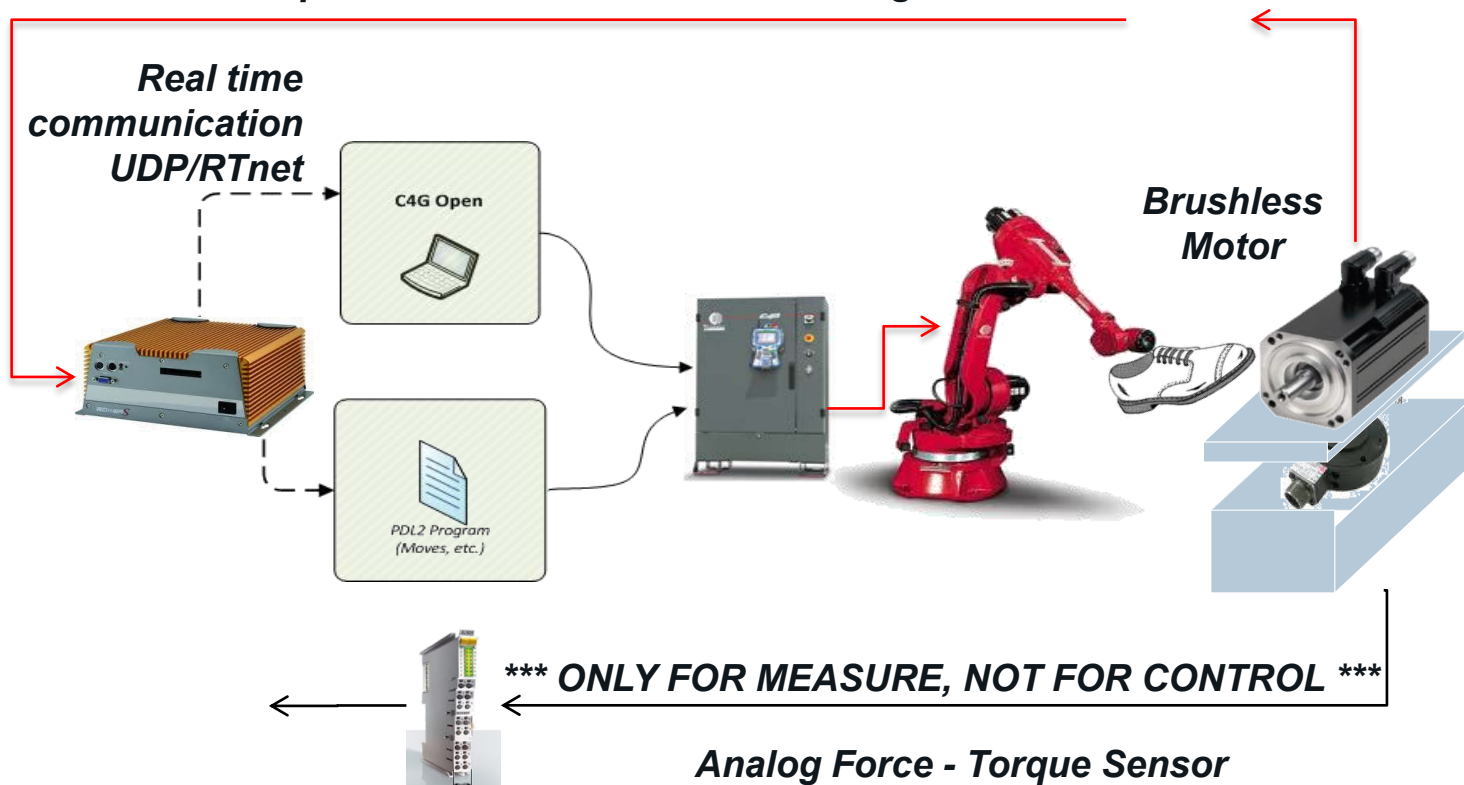 Real time
communication
UDP/RTnet
C4G Open
Brushless
Motor
PDL2 Program
(Moves, etc.)
*** ONLY FOR MEASURE, NOT FOR CONTROL ***
Analog Force - Torque Sensor